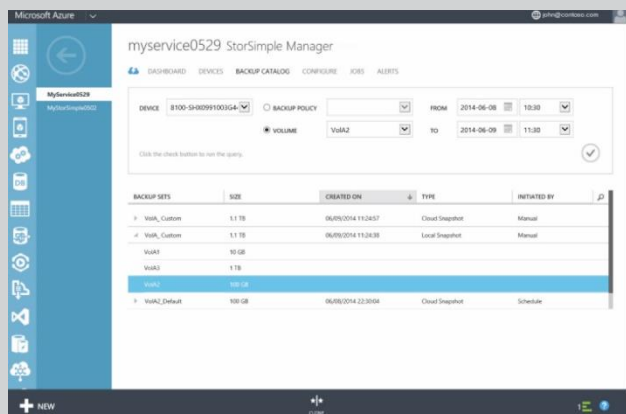 Microsoft Azure
john@contoso.com
myservice0529 StorSimple Manager
DASHBOARD DEVICES BACKUP CATALOG CONFIGURE JOBS ALERTS
MyService0529
DEVICE BACKUP POLICY FROM 2014-06-08 10:30
VOLUME VolA2 TO 2014-06-09 11:30
Click the check button to run the query.
BACKUP SETS SIZE CREATED ON TYPE INITIATED BY
VolA_Custom 1.1 TB 06/09/2014 11:24:57 Cloud Snapshot Manual
VolA_Custom 1.1 TB 06/09/2014 11:24:38 Local Snapshot Manual
VolA1 10 GB
VolA3 1 TB
VolA2 100 GB
VolA2_Default 100 GB 06/08/2014 22:30:04 Cloud Snapshot Schedule
DB
NEW
CLONE
1